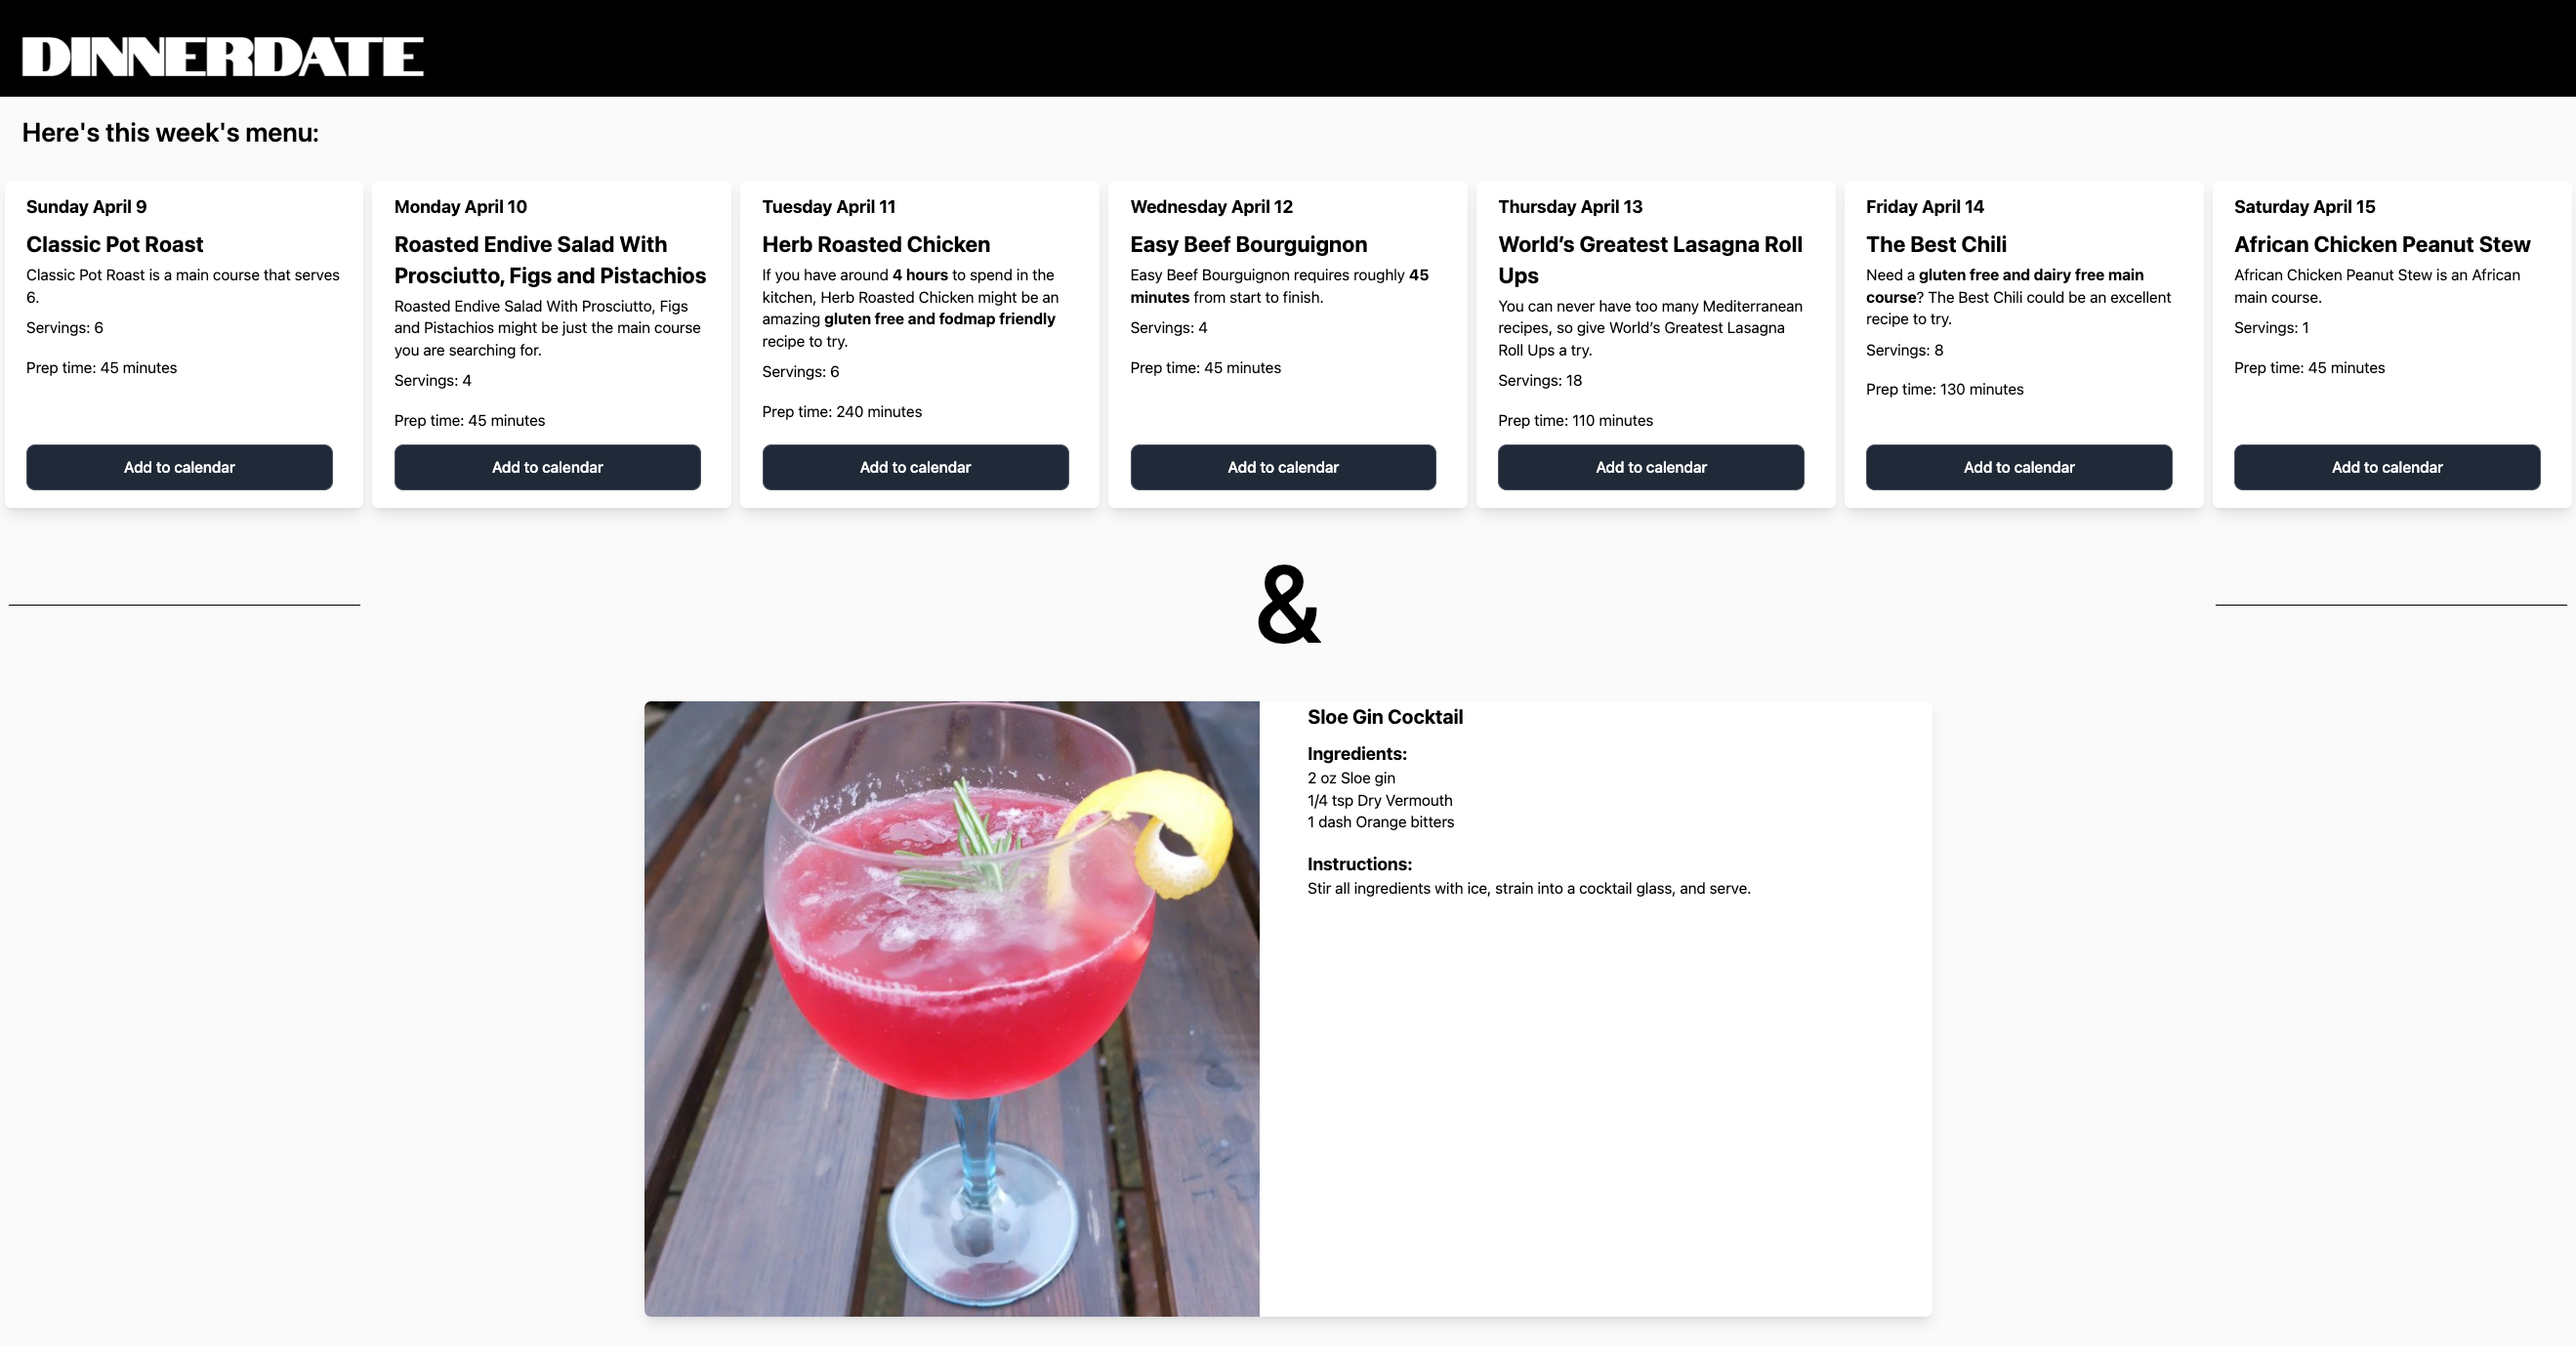 DINNERDATE
Here's this week's menu:
Sunday April 9
Classic Pot Roast
Classic Pot Roast is a main course that serves
6.
Servings: 6
Prep time: 45 minutes
Add to calendar
Monday April 10
Roasted Endive Salad With
Prosciutto, Figs and Pistachios
Roasted Endive Salad With Prosciutto, Figs
and Pistachios might be just the main course
you are searching for.
Servings: 4
Prep time: 45 minutes
Add to calendar
Tuesday April 11
Herb Roasted Chicken
If you have around 4 hours to spend in the
kitchen, Herb Roasted Chicken might be an
amazing gluten free and fodmap friendly
recipe to try.
Servings: 6
Prep time: 240 minutes
Add to calendar
Wednesday April 12
Easy Beef Bourguignon
Easy Beef Bourguignon requires roughly 45
minutes from start to finish.
Servings: 4
Prep time: 45 minutes
Add to calendar
Thursday April 13
World’s Greatest Lasagna Roll
Ups
You can never have too many Mediterranean
recipes, so give World’s Greatest Lasagna
Roll Ups a try.
Servings: 18
Prep time: 110 minutes
Add to calendar
Friday April 14
The Best Chili
Need a gluten free and dairy free main
course? The Best Chili could be an excellent
recipe to try.
Servings: 8
Prep time: 130 minutes
Add to calendar
Saturday April 15
African Chicken Peanut Stew
African Chicken Peanut Stew is an African
main course.
Servings: 1
Prep time: 45 minutes
Add to calendar
&
Sloe Gin Cocktail
Ingredients:
2 oz Sloe gin
1/4 tsp Dry Vermouth
1 dash Orange bitters
Instructions:
Stir all ingredients with ice, strain into a cocktail glass, and serve.